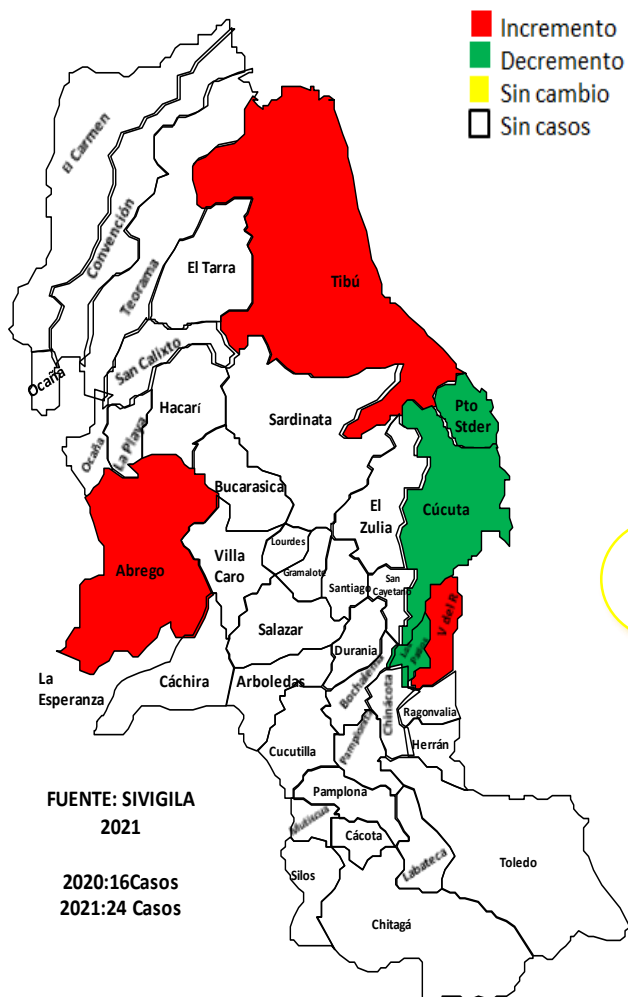 Incremento
Decremento
Sin cambio
Sin casos
El Carmen
Convención
Teorama
El Tarra
Tibú
San Calixto
Ocaña
Hacarí
Sardinata
Pto
Stder
Ocaña
La Playa
Bucarasica
El
Zulia
Cúcuta
Abrego
Villa
Caro
Lourdes
Gramalote
Santiago
San
Cayetano
V del R
Salazar
Durania
Los
Patios
La
Esperanza
Cáchira
Arboledas
Bochalema
Chinácota
Ragonvalia
Herrán
Cucutilla
Pamplonita
Pamplona
Mutiscua
Cácota
Labateca
Toledo
Silos
Chitagá
FUENTE: SIVIGILA
2021
2020:16Casos
2021:24 Casos